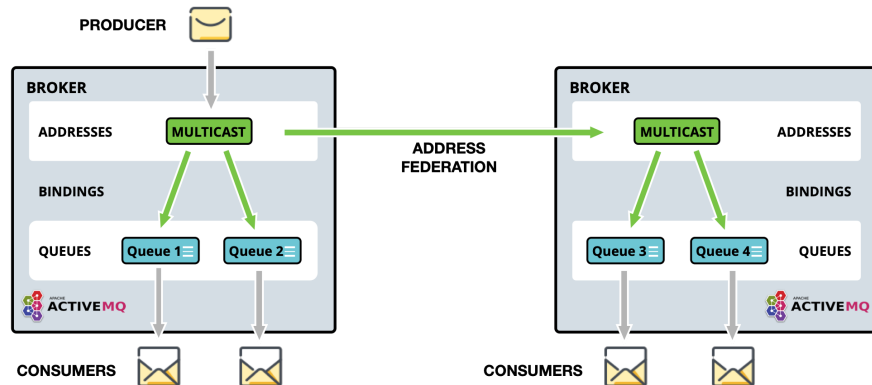 PRODUCER
BROKER
ADDRESSES
MULTICAST
BINDINGS
QUEUES
Queue 1
Queue 2
APACHE
ACTIVEMQ
CONSUMERS
ADDRESS
FEDERATION
BROKER
MULTICAST
ADDRESSES
BINDINGS
Queue 3
Queue 4
QUEUES
APACHE
ACTIVEMQ
CONSUMERS